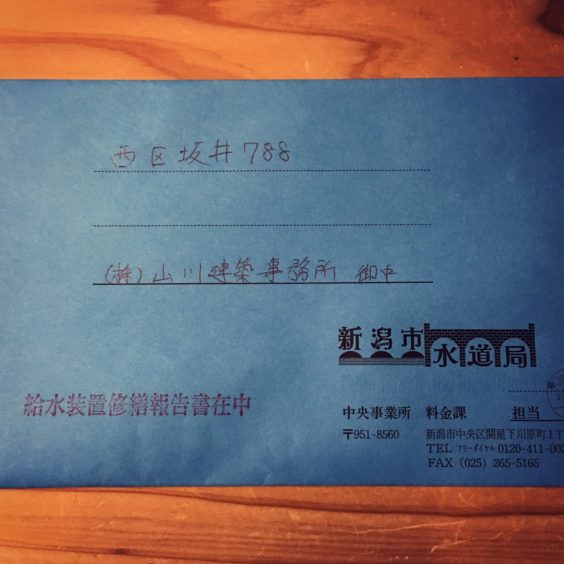 西区坂井788
(株)山川建築事務所 御中
新潟市水道局
給水装置修繕報告書在中
中央事業所 料金課 担当
〒951-8560 新潟市中央区関屋下川原町1丁
TEL フリーダイヤル 0120-411-002
FAX (025) 265-5165